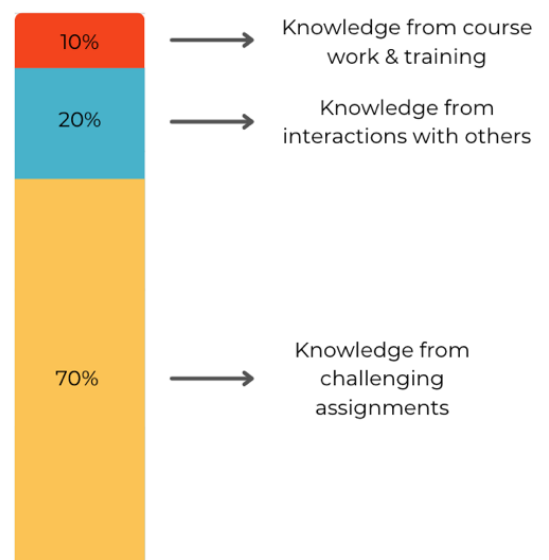 10%
Knowledge from course
work & training
20%
Knowledge from
interactions with others
70%
Knowledge from
challenging
assignments